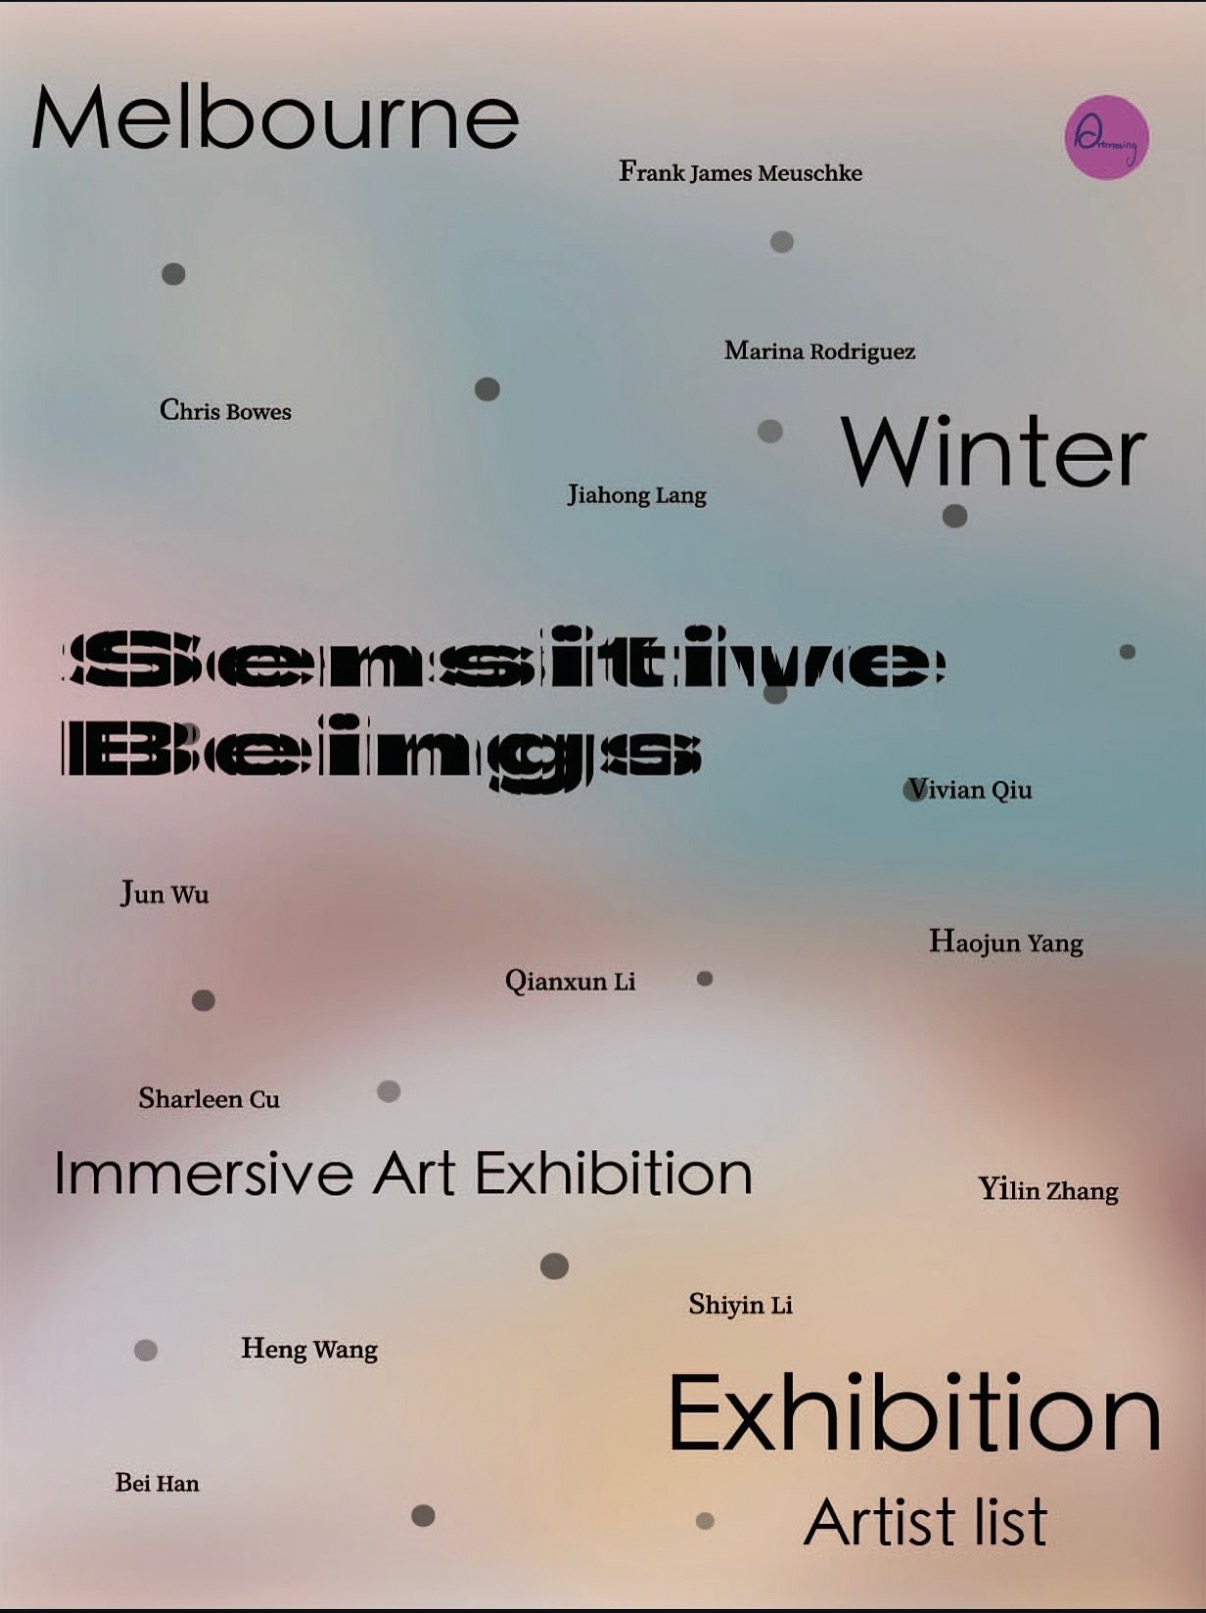 Melbourne
Frank James Meuschke
Marina Rodriguez
Chris Bowes
Winter
Jiahong Lang
Sensitive
Beings
Vivian Qiu
Jun Wu
Haojun Yang
Qianxun Li
Sharleen Cu
Immersive Art Exhibition
Yilin Zhang
Shiyin Li
Heng Wang
Exhibition
Bei Han
Artist list